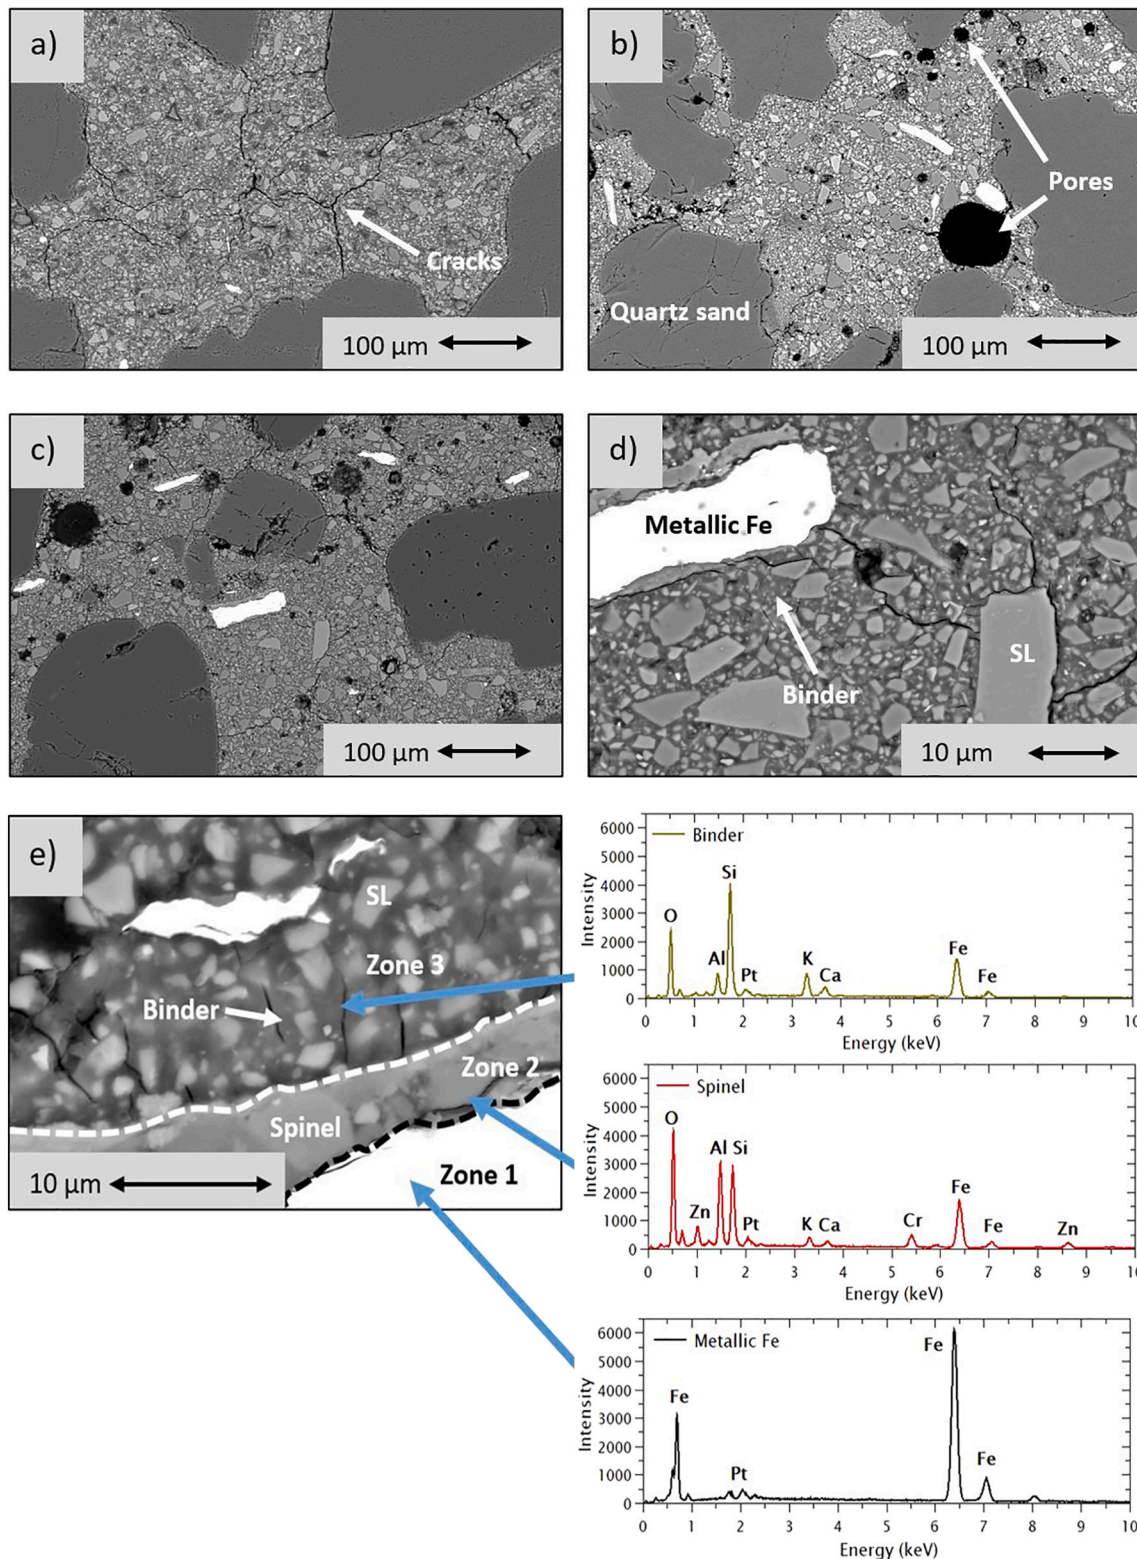 a)
Cracks
100 µm
b)
Pores
Quartz sand
100 µm
c)
100 µm
d)
Metallic Fe
SL
Binder
10 µm
e)
SL
Zone 3
Binder
Zone 2
Spinel
Zone 1
10 µm
Intensity
6000
5000
4000
3000
2000
1000
0
Binder
O
Al
Si
Pt
K
Ca
Fe
Fe
0 1 2 3 4 5 6 7 8 9 10
Energy (keV)
Intensity
6000
5000
4000
3000
2000
1000
0
Spinel
O
Zn
Al Si
Pt
K Ca
Cr
Fe
Fe
Zn
0 1 2 3 4 5 6 7 8 9 10
Energy (keV)
Intensity
6000
5000
4000
3000
2000
1000
0
Metallic Fe
Fe
Pt
Fe
Fe
0 1 2 3 4 5 6 7 8 9 10
Energy (keV)